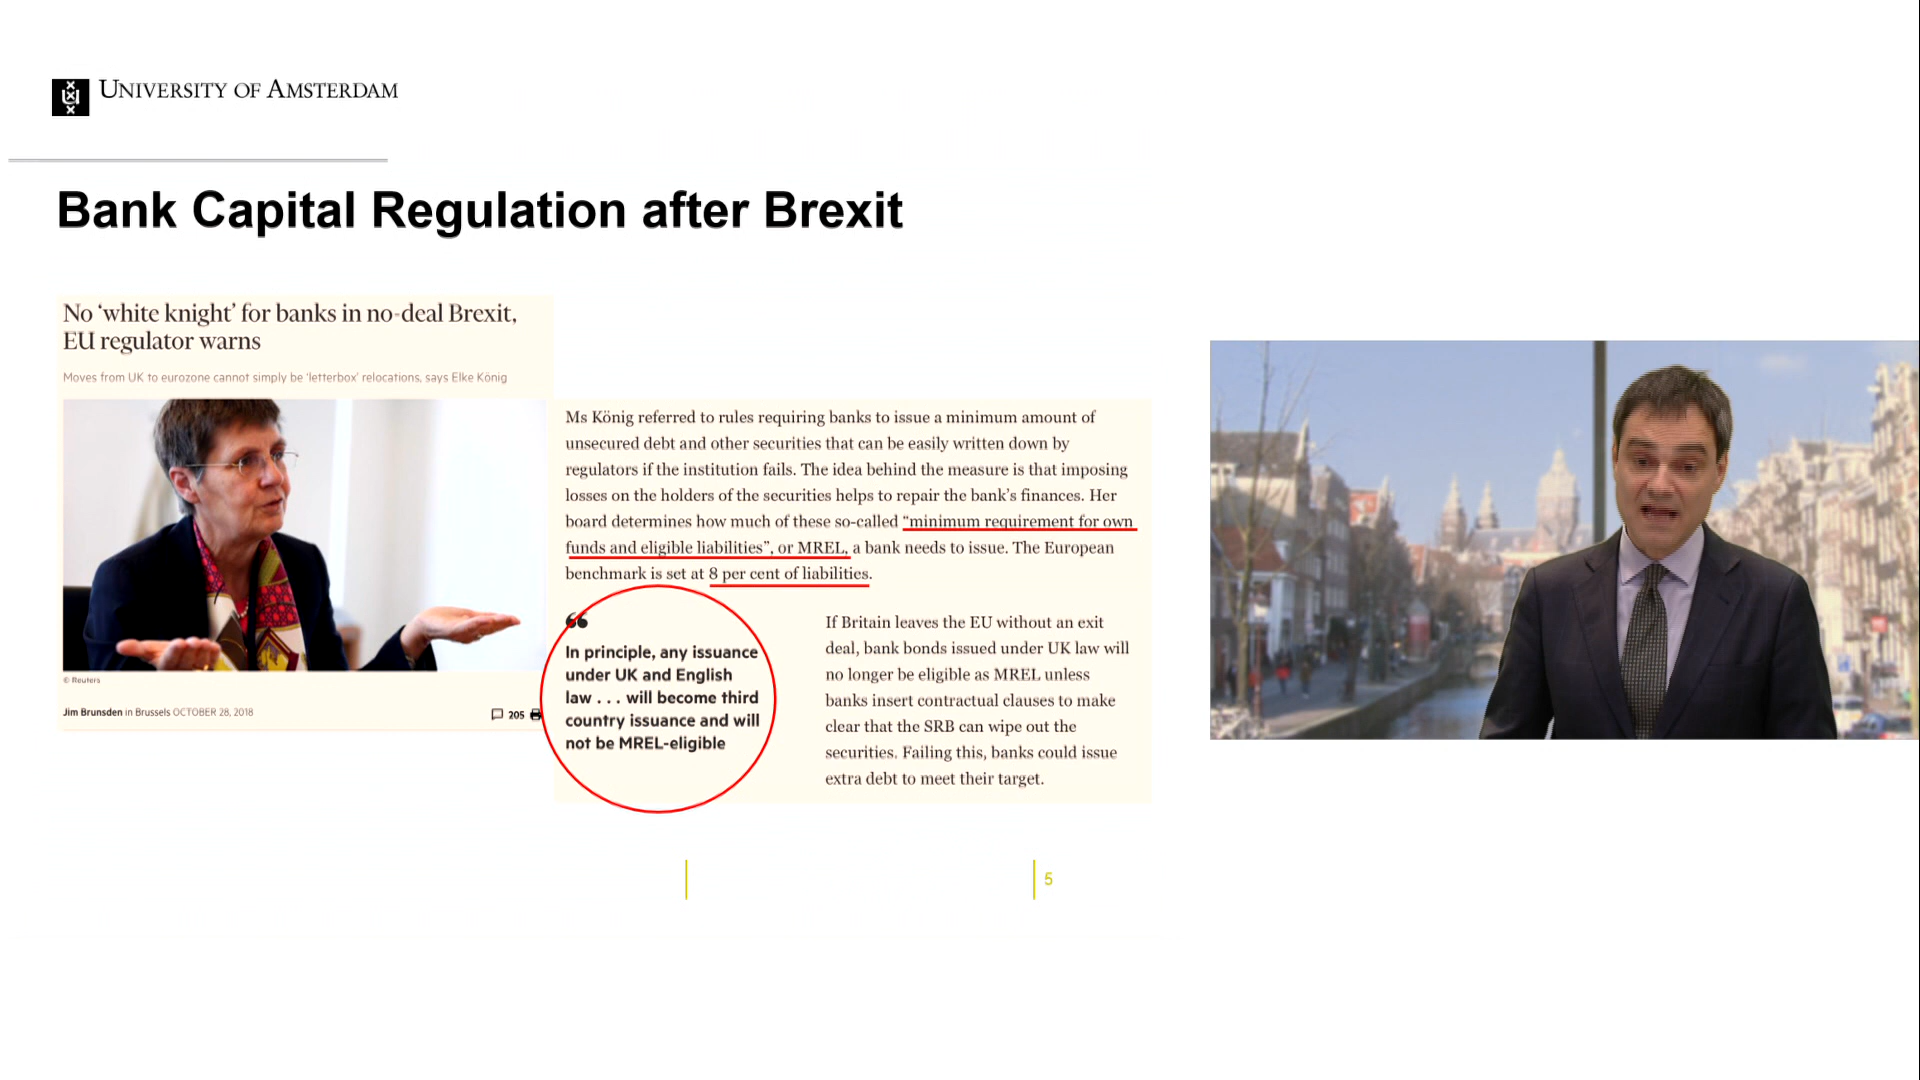 UNIVERSITY OF AMSTERDAM
Bank Capital Regulation after Brexit
No ‘white knight’ for banks in no-deal Brexit,
EU regulator warns
Moves from UK to eurozone cannot simply be ‘letterbox’ relocations, says Elke König
© Reuters
Jim Brunsden in Brussels OCTOBER 28, 2018
205
Ms König referred to rules requiring banks to issue a minimum amount of
unsecured debt and other securities that can be easily written down by
regulators if the institution fails. The idea behind the measure is that imposing
losses on the holders of the securities helps to repair the bank’s finances. Her
board determines how much of these so-called “minimum requirement for own
funds and eligible liabilities”, or MREL, a bank needs to issue. The European
benchmark is set at 8 per cent of liabilities.
“
In principle, any issuance
under UK and English
law . . . will become third
country issuance and will
not be MREL-eligible
If Britain leaves the EU without an exit
deal, bank bonds issued under UK law will
no longer be eligible as MREL unless
banks insert contractual clauses to make
clear that the SRB can wipe out the
securities. Failing this, banks could issue
extra debt to meet their target.
5